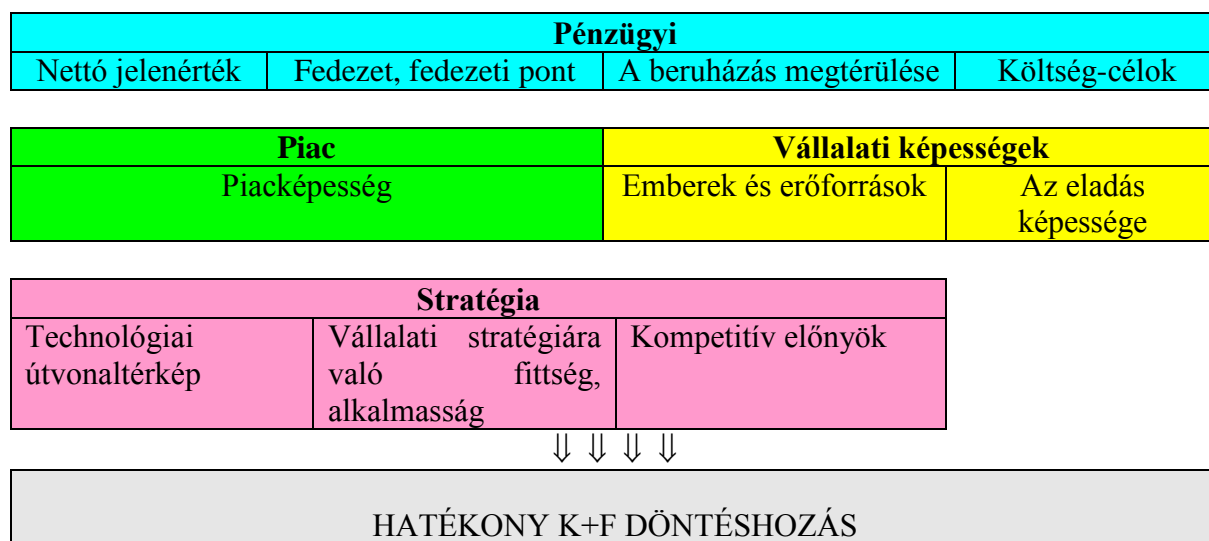 Pénzügyi
Nettó jelenérték Fedezet, fedezeti pont A beruházás megtérülése Költség-célok
Piac Vállalati képességek
Piacképesség Emberek és erőforrások Az eladás
képessége
Stratégia
Technológiai Vállalati stratégiára Kompetitív előnyök
útvonaltérkép való fittség,
alkalmasság
⇓ ⇓ ⇓ ⇓
HATÉKONY K+F DÖNTÉSHOZÁS